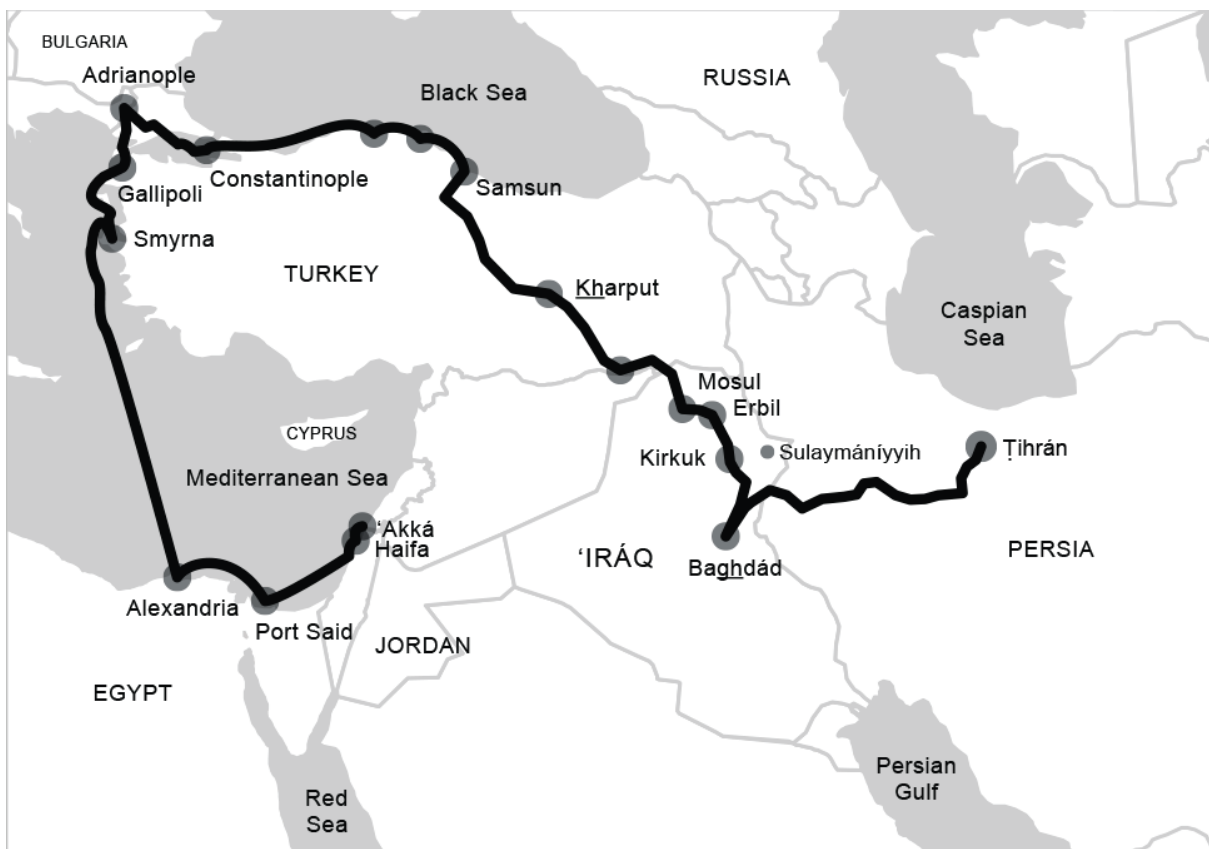 BULGARIA
Adrianople
Black Sea
RUSSIA
Constantinople
Gallipoli
Samsun
Smyrna
TURKEY
Kharput
Caspian
Sea
Mosul
Erbil
CYPRUS
Mediterranean Sea
Kirkuk
Sulaymáníyyih
Ṭihrán
‘Akká
Haifa
‘IRÁQ
PERSIA
Baghdád
Alexandria
Port Said
JORDAN
EGYPT
Persian
Gulf
Red
Sea